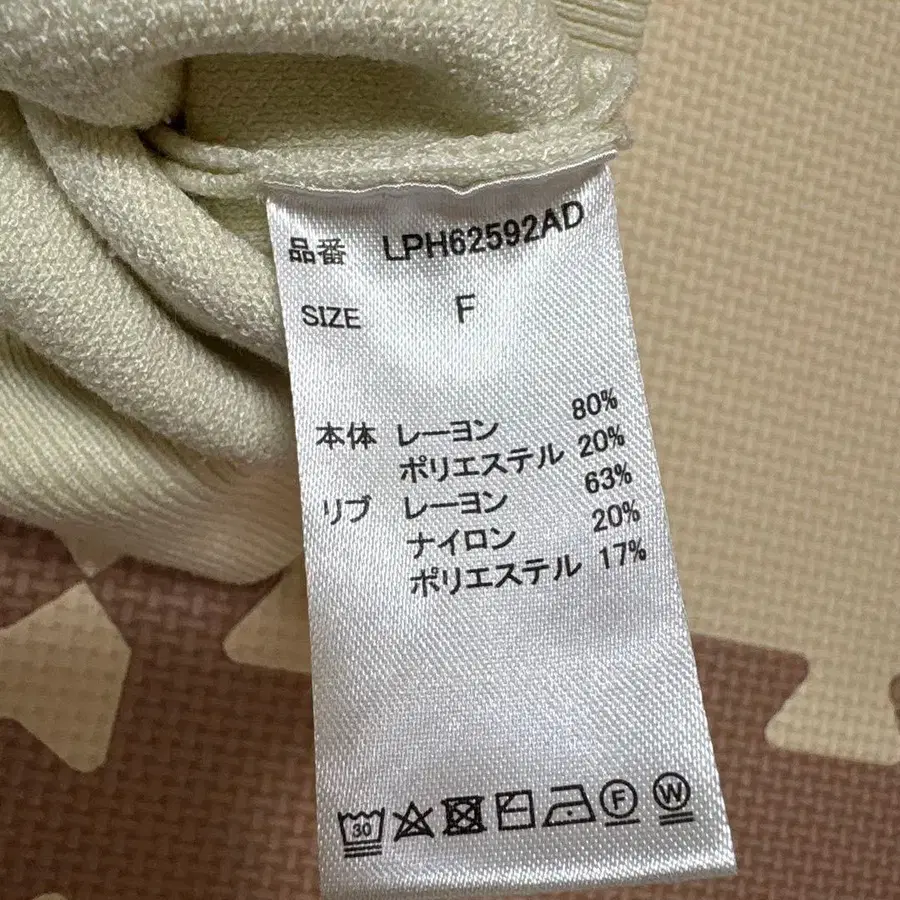 品番 LPH62592AD
SIZE F
本体 レーヨン 80%
ポリエステル 20%
リブ レーヨン 63%
ナイロン 20%
ポリエステル 17%
30 F W